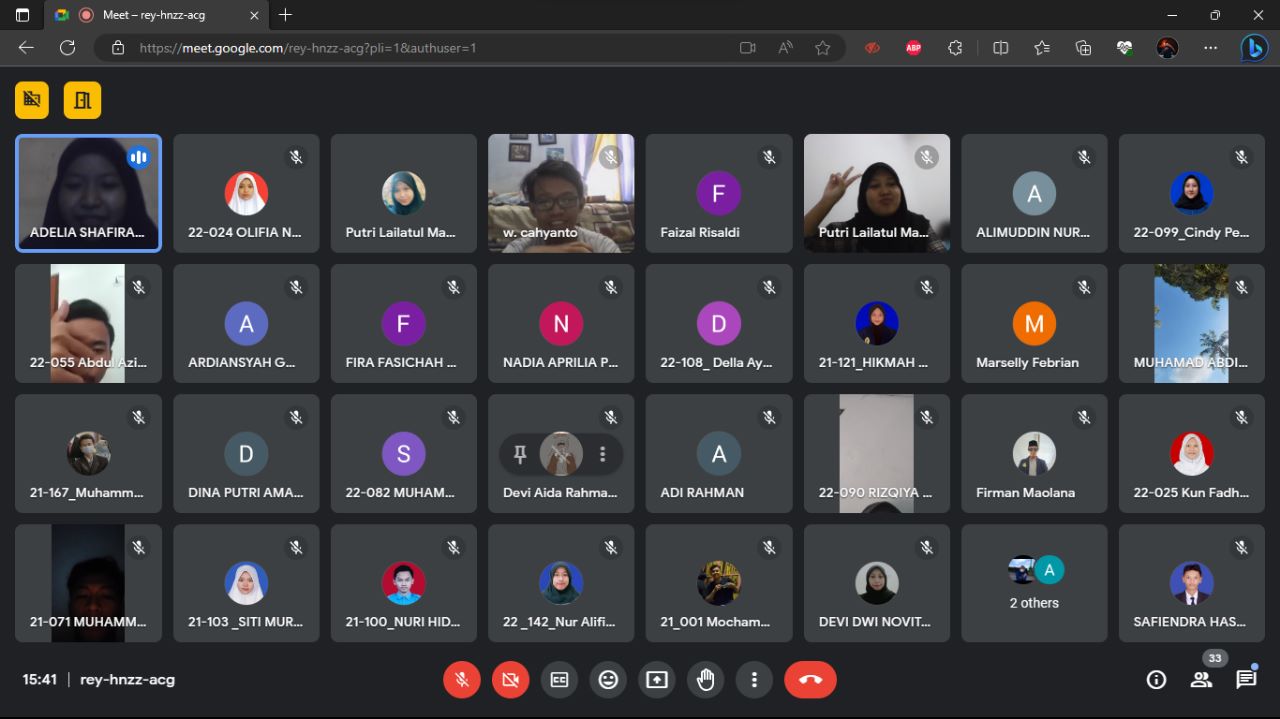 Meet – rey-hnzz-acg
https://meet.google.com/rey-hnzz-acg?pli=1&authuser=1
ABP
ADELIA SHAFIRA...
22-024 OLIFIA N...
Putri Lailatul Ma...
w. cahyanto
F
Faizal Risaldi
Putri Lailatul Ma...
A
ALIMUDDIN NUR...
22-099_Cindy Pe...
22-055 Abdul Azi...
A
ARDIANSYAH G...
F
FIRA FASICHAH ...
N
NADIA APRILIA P...
D
22-108_ Della Ay...
21-121_HIKMAH ...
M
Marselly Febrian
MUHAMAD ABDI...
21-167_Muhamm...
D
DINA PUTRI AMA...
S
22-082 MUHAM...
Devi Aida Rahma...
A
ADI RAHMAN
22-090 RIZQIYA ...
Firman Maolana
22-025 Kun Fadh...
21-071 MUHAMM...
21-103 _SITI MUR...
21-100_NURI HID...
22 _142_Nur Alifi...
21_001 Mocham...
DEVI DWI NOVIT...
A
2 others
SAFIENDRA HAS...
15:41 | rey-hnzz-acg
33